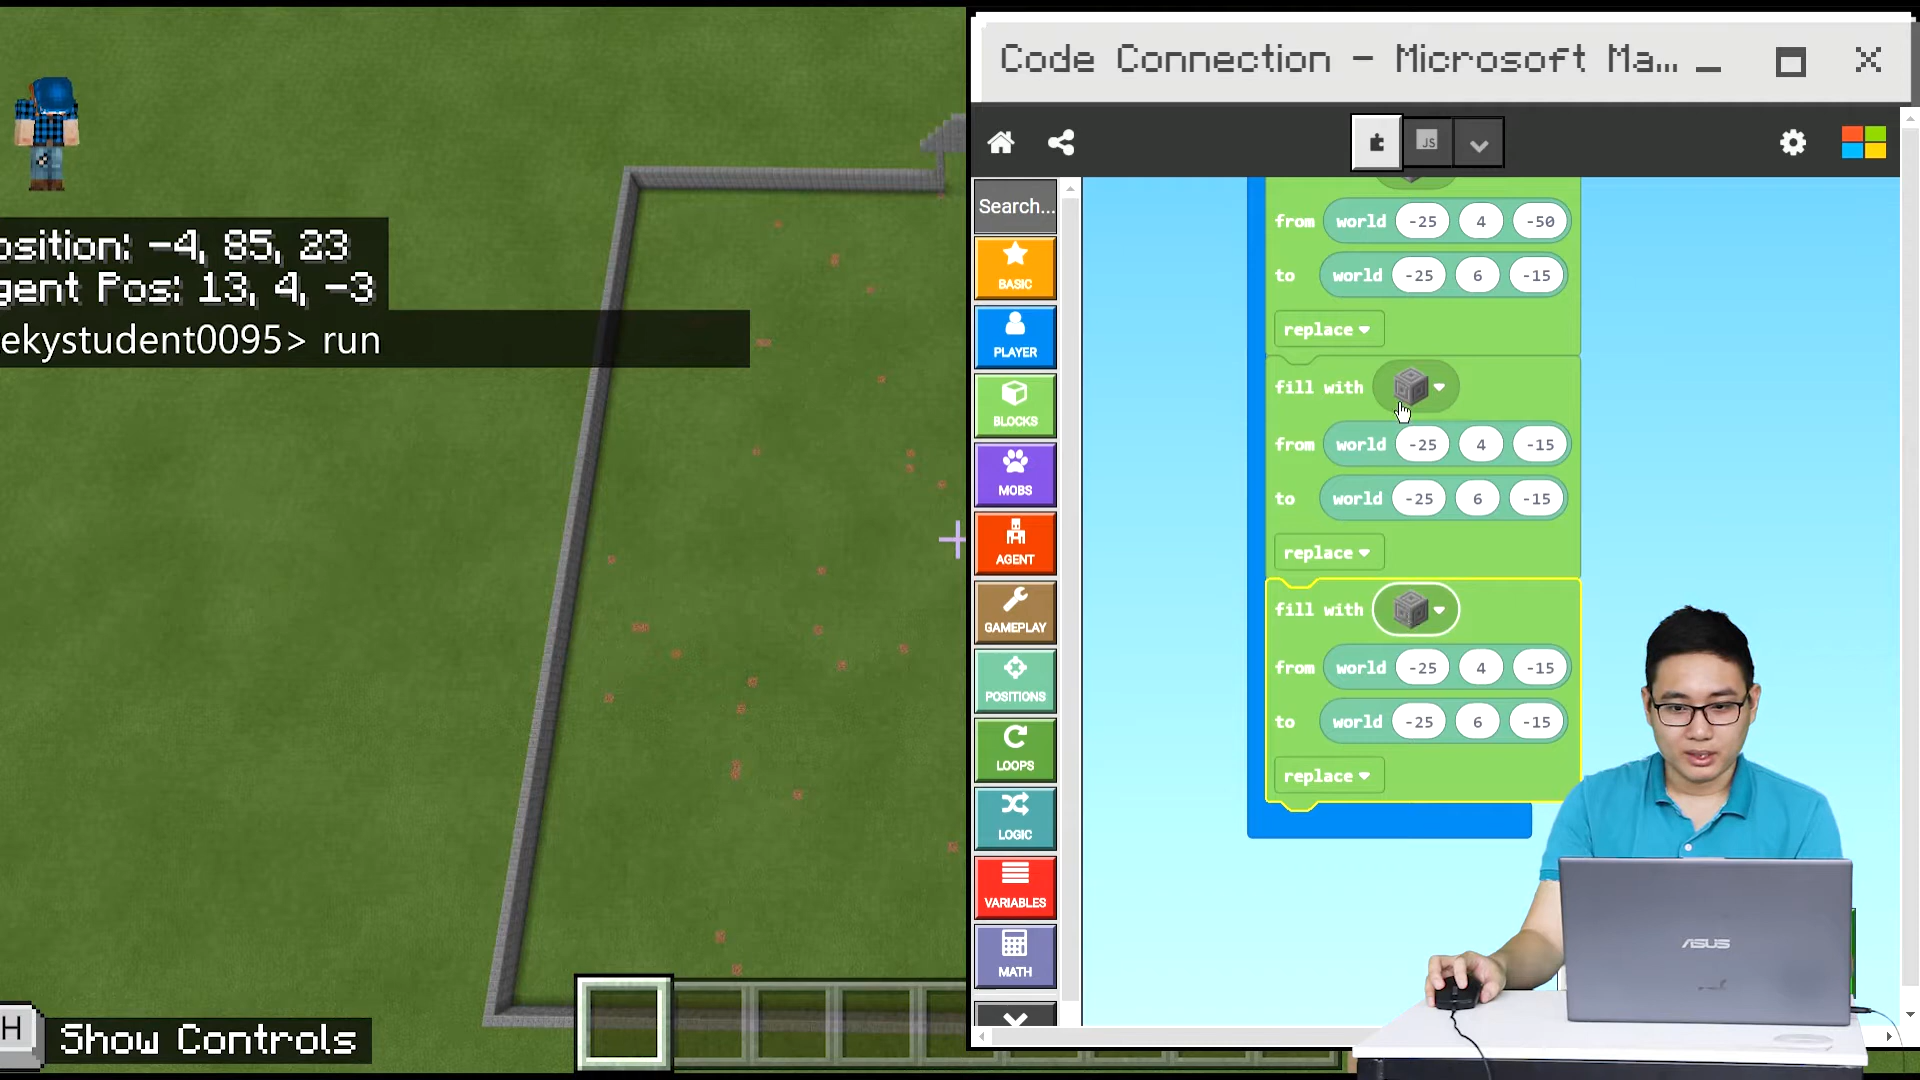 Code Connection - Microsoft Ma...
JS
Search...
BASIC
PLAYER
BLOCKS
MOBS
AGENT
GAMEPLAY
POSITIONS
LOOPS
LOGIC
VARIABLES
MATH
osition: -4, 85, 23
gent Pos: 13, 4, -3
ekystudent0095> run
from world -25 4 -50
to world -25 6 -15
replace
fill with
from world -25 4 -15
to world -25 6 -15
replace
fill with
from world -25 4 -15
to world -25 6 -15
replace
ASUS
H Show Controls